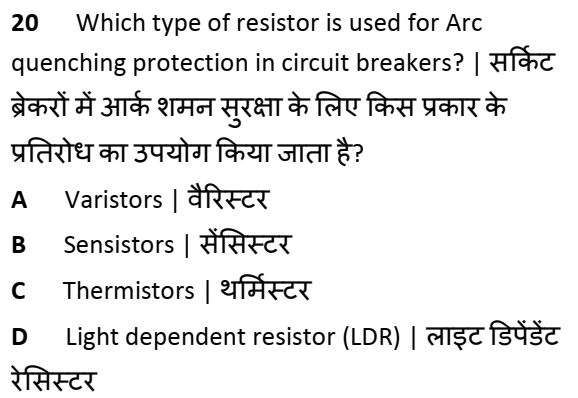 20 Which type of resistor is used for Arc
quenching protection in circuit breakers? | सर्किट
ब्रेकरों में आर्क शमन सुरक्षा के लिए किस प्रकार के
प्रतिरोध का उपयोग किया जाता है?
A Varistors | वैरिस्टर
B Sensistors | सेंसिस्टर
C Thermistors | थर्मिस्टर
D Light dependent resistor (LDR) | लाइट डिपेंडेंट
रेसिस्टर